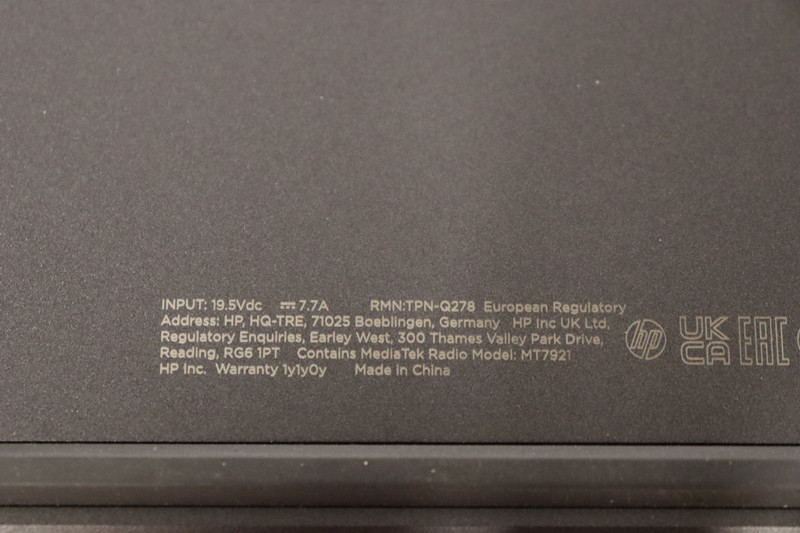 INPUT: 19.5Vdc ⎓ 7.7A RMN:TPN-Q278 European Regulatory
Address: HP, HQ-TRE, 71025 Boeblingen, Germany HP Inc UK Ltd,
Regulatory Enquiries, Earley West, 300 Thames Valley Park Drive,
Reading, RG6 1PT Contains MediaTek Radio Model: MT7921
HP Inc. Warranty 1y1y0y Made in China
hp
UK
CA
EAC